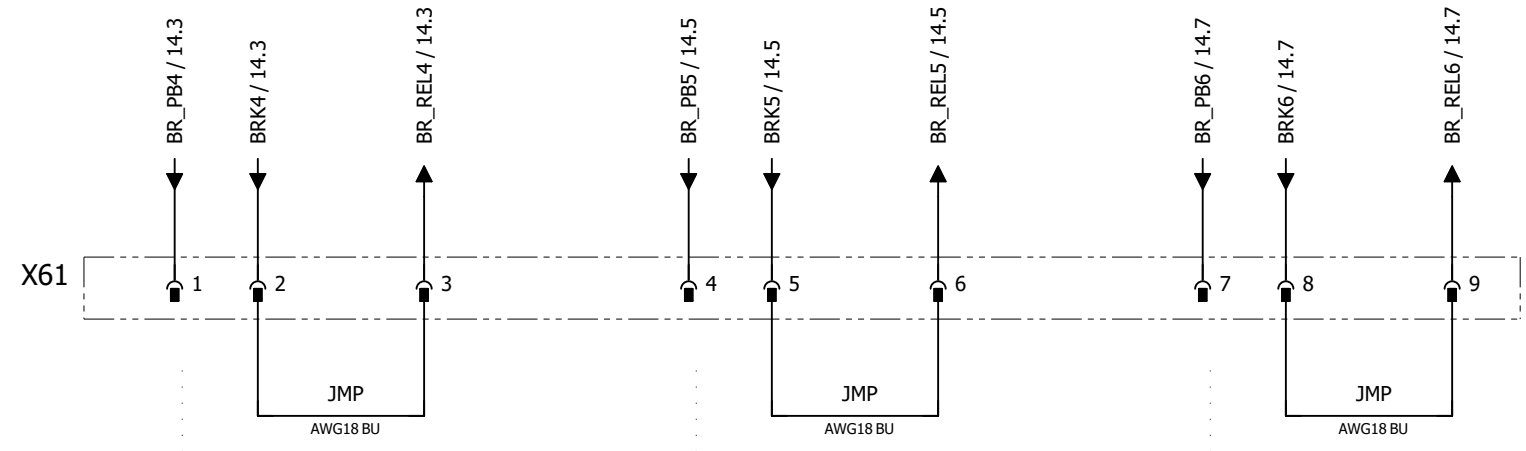 BR_PB4 / 14.3
BRK4 / 14.3
BR_REL4 / 14.3
BR_PB5 / 14.5
BRK5 / 14.5
BR_REL5 / 14.5
BR_PB6 / 14.7
BRK6 / 14.7
BR_REL6 / 14.7
X61
1
2
3
4
5
6
7
8
9
JMP
AWG18 BU
JMP
AWG18 BU
JMP
AWG18 BU